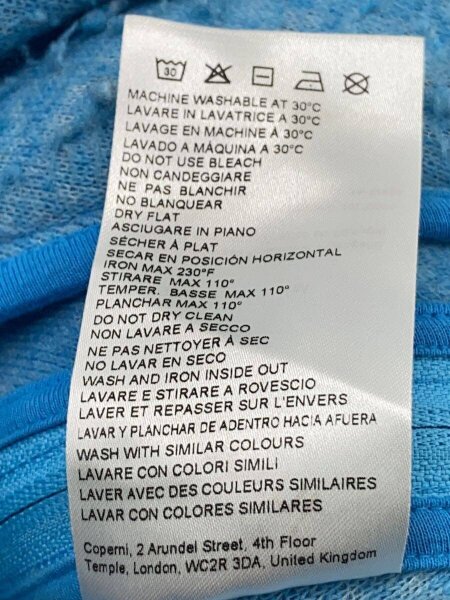 30
MACHINE WASHABLE AT 30°C
LAVARE IN LAVATRICE A 30°C
LAVAGE EN MACHINE À 30°C
LAVADO A MÁQUINA A 30°C
DO NOT USE BLEACH
NON CANDEGGIARE
NE PAS BLANCHIR
NO BLANQUEAR
DRY FLAT
ASCIUGARE IN PIANO
SÉCHER À PLAT
SECAR EN POSICIÓN HORIZONTAL
IRON MAX 230°F
STIRARE MAX 110°
TEMPER. BASSE MAX 110°
PLANCHAR MAX 110°
DO NOT DRY CLEAN
NON LAVARE A SECCO
NE PAS NETTOYER À SEC
NO LAVAR EN SECO
WASH AND IRON INSIDE OUT
LAVARE E STIRARE A ROVESCIO
LAVER ET REPASSER SUR L'ENVERS
LAVAR Y PLANCHAR DE ADENTRO HACIA AFUERA
WASH WITH SIMILAR COLOURS
LAVARE CON COLORI SIMILI
LAVER AVEC DES COULEURS SIMILAIRES
LAVAR CON COLORES SIMILARES
Coperni, 2 Arundel Street, 4th Floor
Temple, London, WC2R 3DA, United Kingdom